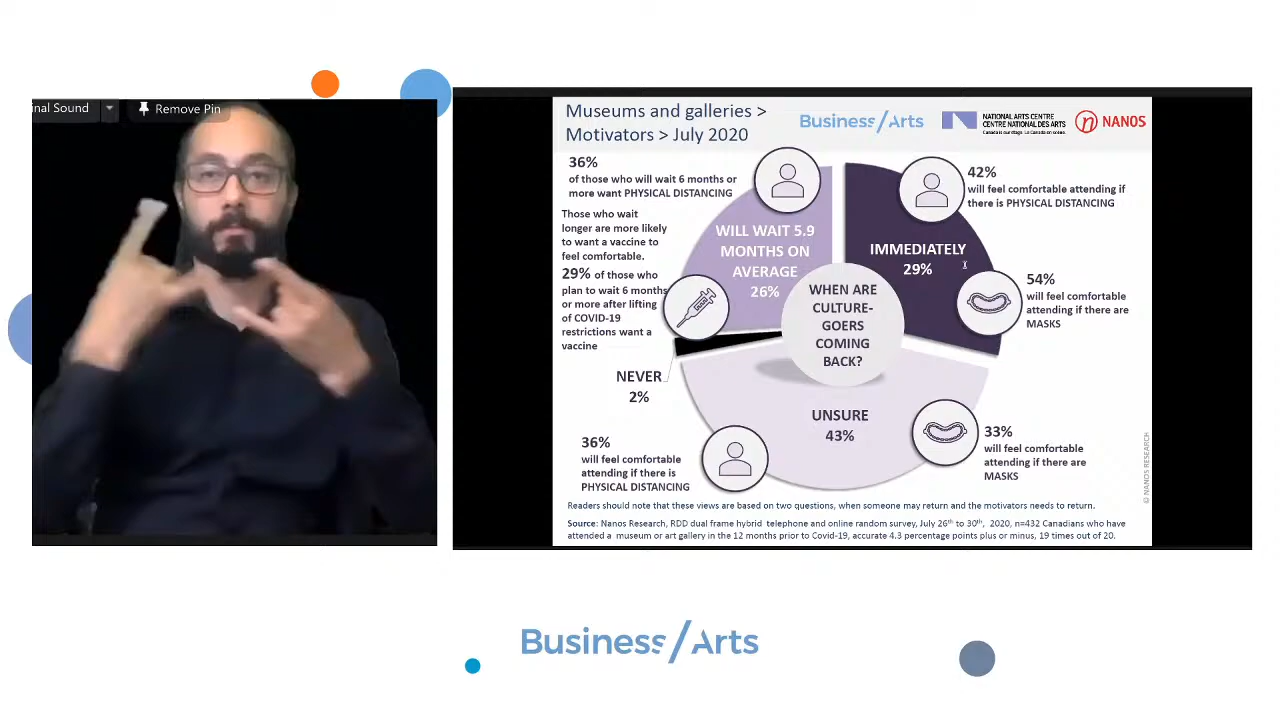 inal Sound
Remove Pin
Museums and galleries >
Motivators > July 2020
Business/Arts
NATIONAL ARTS CENTRE
CENTRE NATIONAL DES ARTS
Canada is our stage. Le Canada en scène.
NANOS
36%
of those who will wait 6 months or
more want PHYSICAL DISTANCING
Those who wait
longer are more likely
to want a vaccine to
feel comfortable.
29% of those who
plan to wait 6 months
or more after lifting
of COVID-19
restrictions want a
vaccine
WILL WAIT 5.9
MONTHS ON
AVERAGE
26%
IMMEDIATELY
29%
42%
will feel comfortable attending if
there is PHYSICAL DISTANCING
54%
will feel comfortable
attending if there are
MASKS
WHEN ARE
CULTURE-
GOERS
COMING
BACK?
NEVER
2%
UNSURE
43%
36%
will feel comfortable
attending if there is
PHYSICAL DISTANCING
33%
will feel comfortable
attending if there are
MASKS
© NANOS RESEARCH
Readers should note that these views are based on two questions, when someone may return and the motivators needs to return.
Source: Nanos Research, RDD dual frame hybrid telephone and online random survey, July 26th to 30th, 2020, n=432 Canadians who have
attended a museum or art gallery in the 12 months prior to Covid-19, accurate 4.3 percentage points plus or minus, 19 times out of 20.
Business/Arts